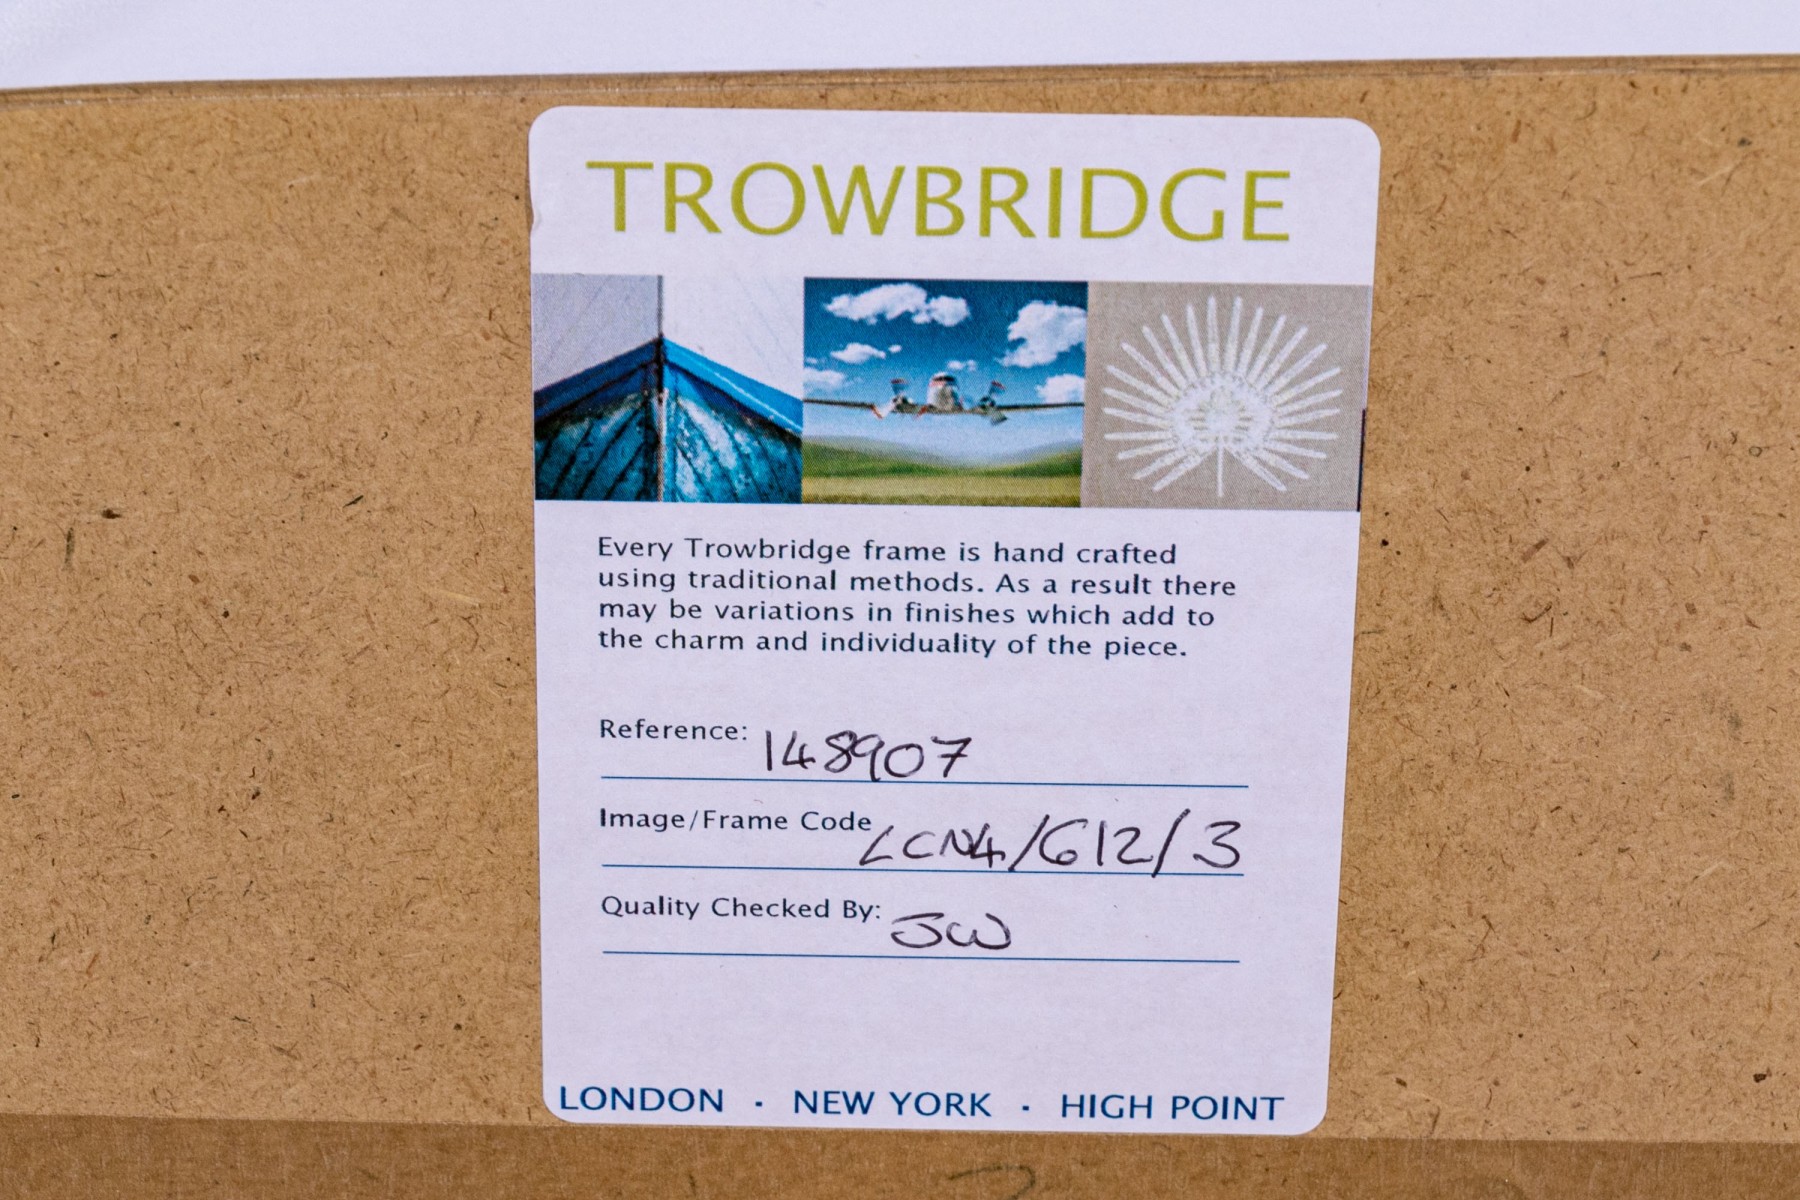 TROWBRIDGE
Every Trowbridge frame is hand crafted
using traditional methods. As a result there
may be variations in finishes which add to
the charm and individuality of the piece.
Reference: 148907
Image/Frame Code LCN4/G12/3
Quality Checked By: JW
LONDON · NEW YORK · HIGH POINT